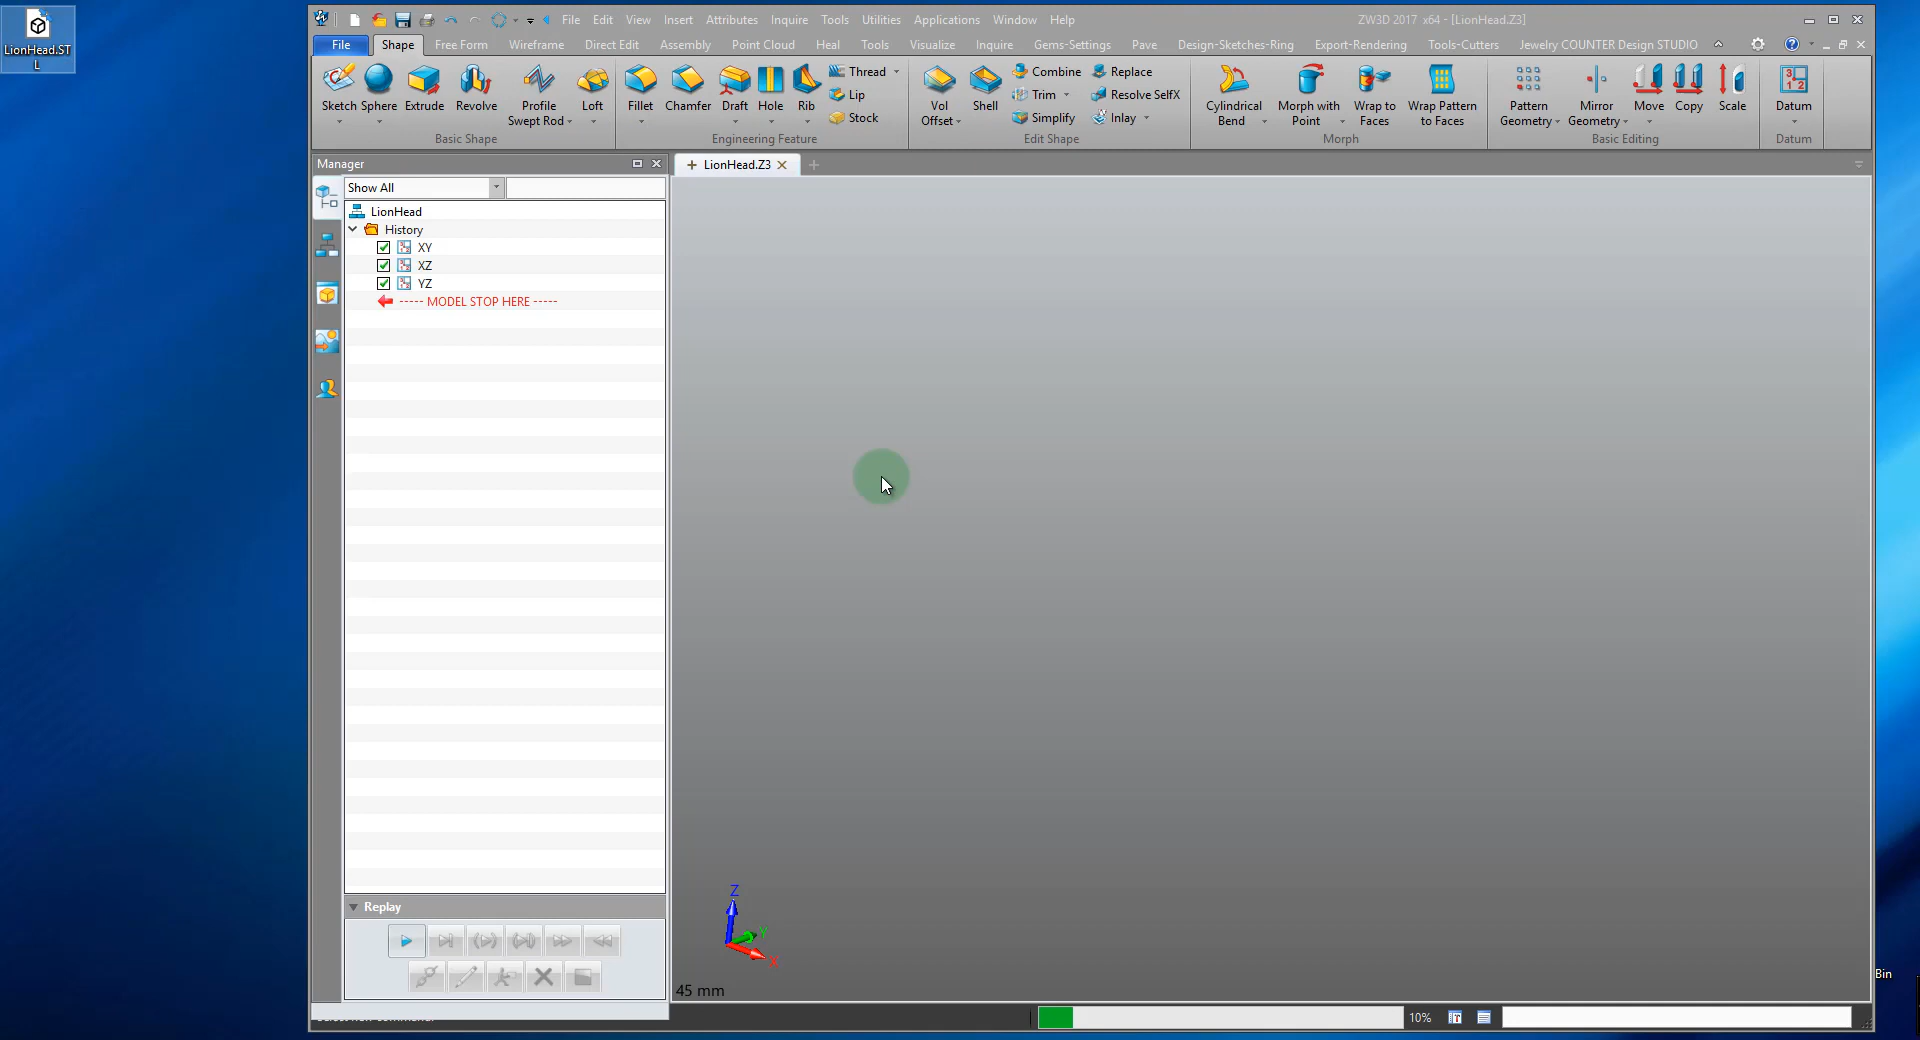 LionHead.ST
L
File Edit View Insert Attributes Inquire Tools Utilities Applications Window Help
ZW3D 2017 x64 - [LionHead.Z3]
File Shape Free Form Wireframe Direct Edit Assembly Point Cloud Heal Tools Visualize Inquire Gems-Settings Pave Design-Sketches-Ring Export-Rendering Tools-Cutters Jewelry COUNTER Design STUDIO
Thread Combine Replace
Lip Trim Resolve SelfX
Sketch Sphere Extrude Revolve Profile Swept Rod Loft
Fillet Chamfer Draft Hole Rib
Vol Offset Shell
Cylindrical Bend Morph with Point Wrap to Faces Wrap Pattern to Faces
Pattern Geometry Mirror Geometry Move Copy Scale Datum
Stock Simplify Inlay
Basic Shape Engineering Feature Edit Shape Morph Basic Editing Datum
Manager
LionHead.Z3
Show All
LionHead
History
XY
XZ
YZ
----- MODEL STOP HERE -----
Replay
Z
Y
X
45 mm
Bin
10%